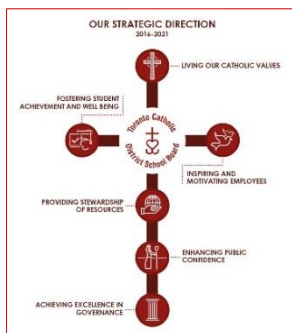 OUR STRATEGIC DIRECTION
2016-2021
LIVING OUR CATHOLIC VALUES
FOSTERING STUDENT
ACHIEVEMENT AND WELL BEING
Toronto Catholic
District School Board
INSPIRING AND
MOTIVATING EMPLOYEES
PROVIDING STEWARDSHIP
OF RESOURCES
ENHANCING PUBLIC
CONFIDENCE
ACHIEVING EXCELLENCE IN
GOVERNANCE